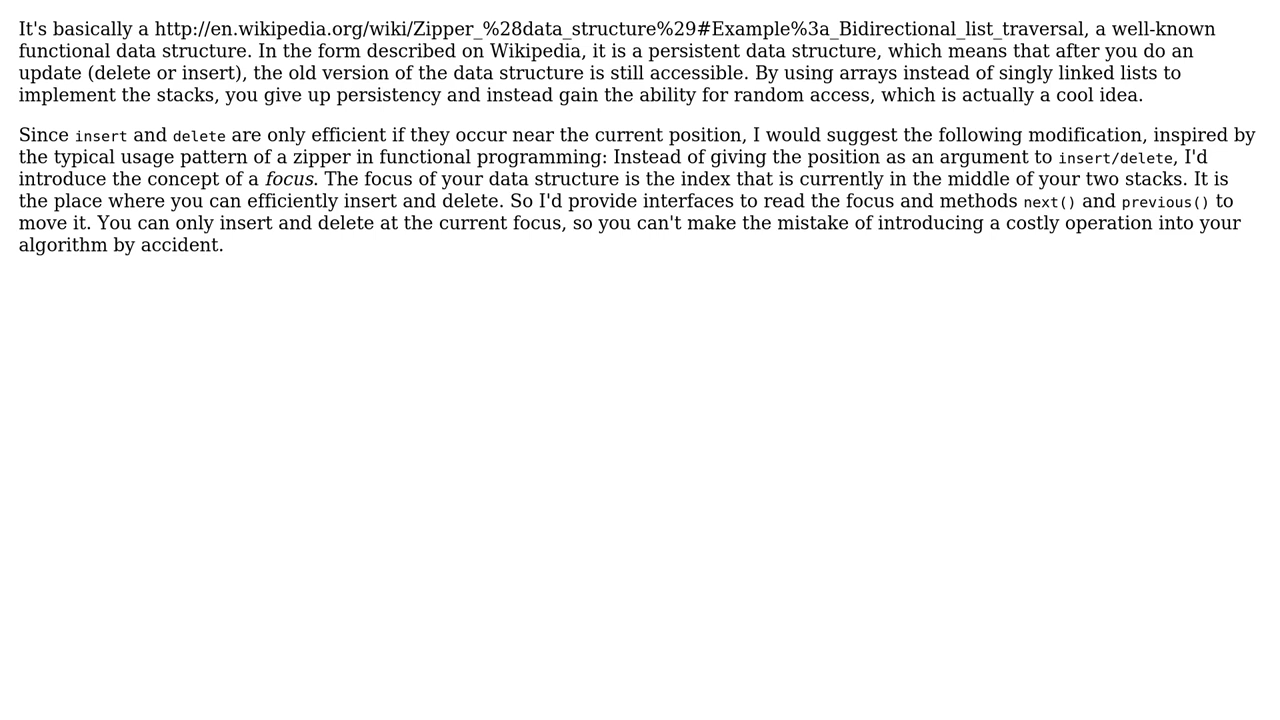 It's basically a http://en.wikipedia.org/wiki/Zipper_%28data_structure%29#Example%3a_Bidirectional_list_traversal, a well-known
functional data structure. In the form described on Wikipedia, it is a persistent data structure, which means that after you do an
update (delete or insert), the old version of the data structure is still accessible. By using arrays instead of singly linked lists to
implement the stacks, you give up persistency and instead gain the ability for random access, which is actually a cool idea.
Since insert and delete are only efficient if they occur near the current position, I would suggest the following modification, inspired by
the typical usage pattern of a zipper in functional programming: Instead of giving the position as an argument to insert/delete, I'd
introduce the concept of a focus. The focus of your data structure is the index that is currently in the middle of your two stacks. It is
the place where you can efficiently insert and delete. So I'd provide interfaces to read the focus and methods next() and previous() to
move it. You can only insert and delete at the current focus, so you can't make the mistake of introducing a costly operation into your
algorithm by accident.